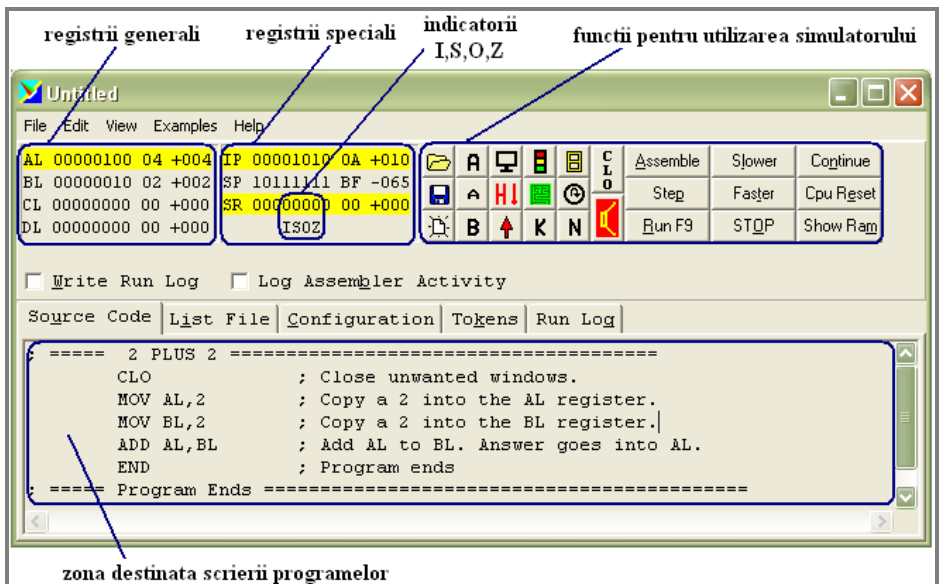 registrii generali registrii speciali indicatorii I,S,O,Z functii pentru utilizarea simulatorului
Untitled
File Edit View Examples Help
AL 00000100 04 +004 IP 00001010 0A +010 A C L O Assemble Slower Continue
BL 00000010 02 +002 SP 10111111 BF -065 A H Step Faster Cpu Reset
CL 00000000 00 +000 SR 00000000 00 +000 B K N Run F9 STOP Show Ram
DL 00000000 00 +000 ISOZ
Write Run Log Log Assembler Activity
Source Code List File Configuration Tokens Run Log
; ===== 2 PLUS 2 ======================================
CLO ; Close unwanted windows.
MOV AL,2 ; Copy a 2 into the AL register.
MOV BL,2 ; Copy a 2 into the BL register.
ADD AL,BL ; Add AL to BL. Answer goes into AL.
END ; Program ends
; ===== Program Ends ===========================================
zona destinata scrierii programelor